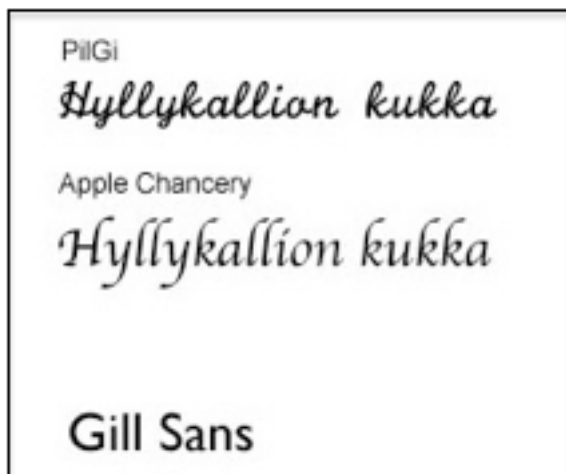 PilGi
Hyllykallion kukka
Apple Chancery
Hyllykallion kukka
Gill Sans